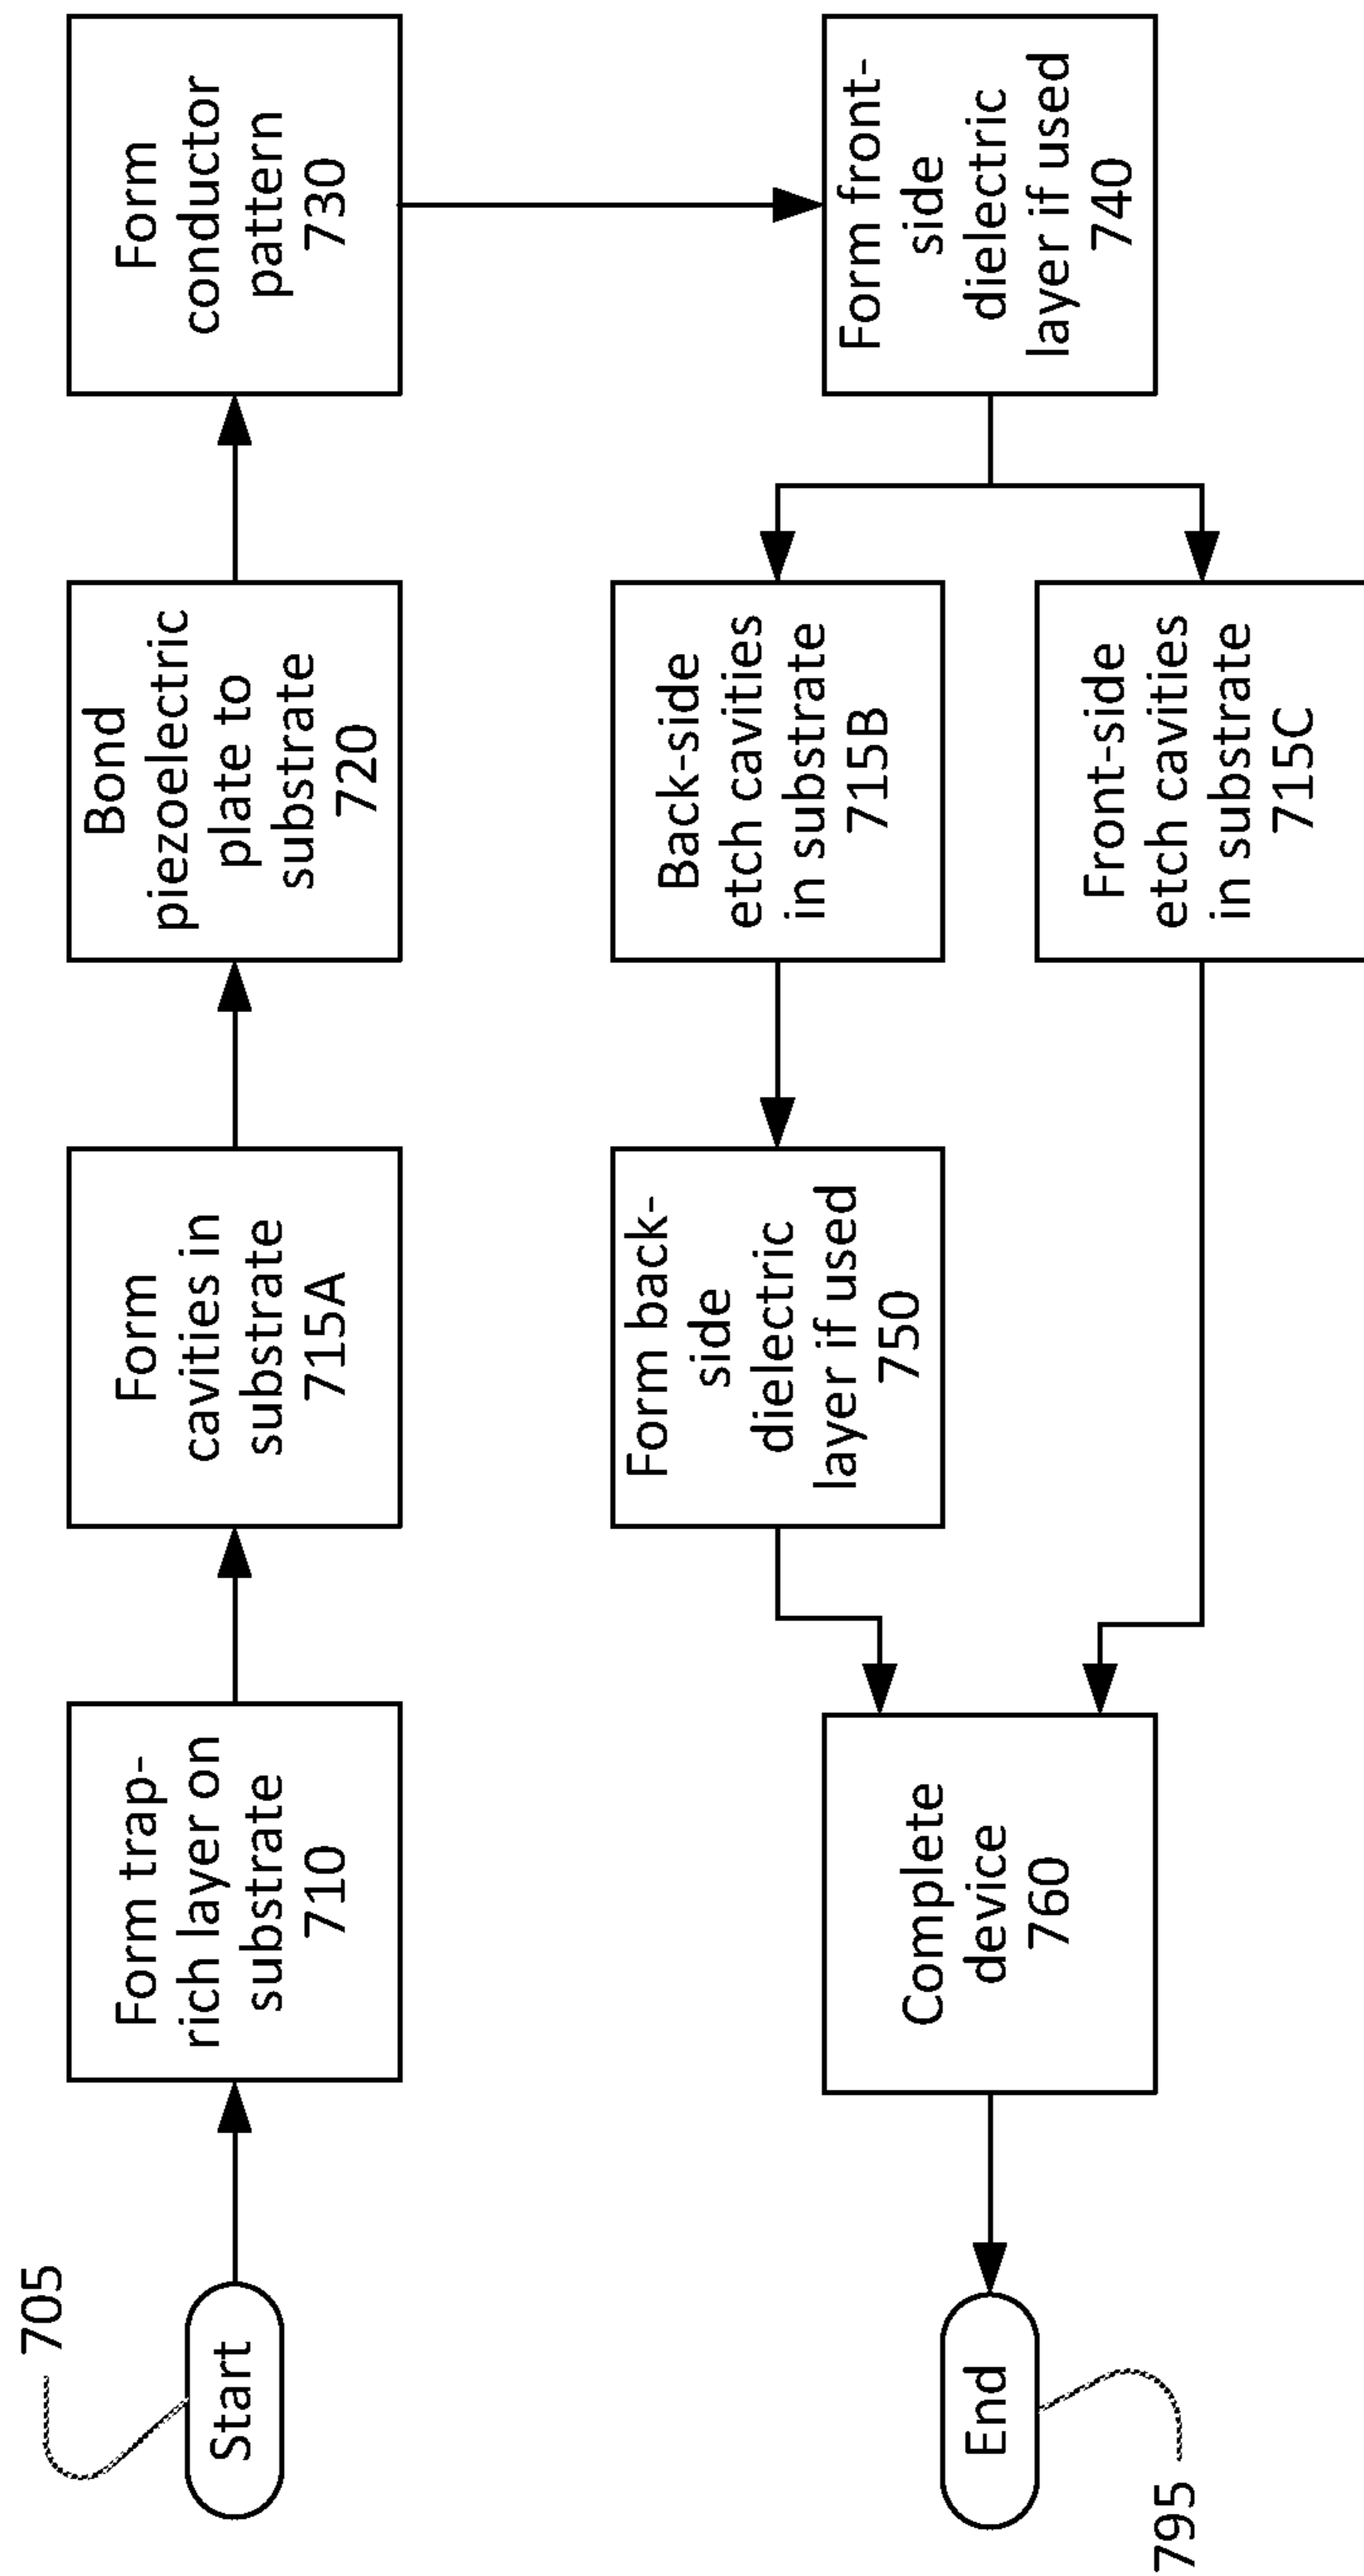 705
Start
Form trap-
rich layer on
substrate
710
Form
cavities in
substrate
715A
Bond
piezoelectric
plate to
substrate
720
Form
conductor
pattern
730
Form front-
side
dielectric
layer if used
740
Back-side
etch cavities
in substrate
715B
Front-side
etch cavities
in substrate
715C
Form back-
side
dielectric
layer if used
750
Complete
device
760
End
795